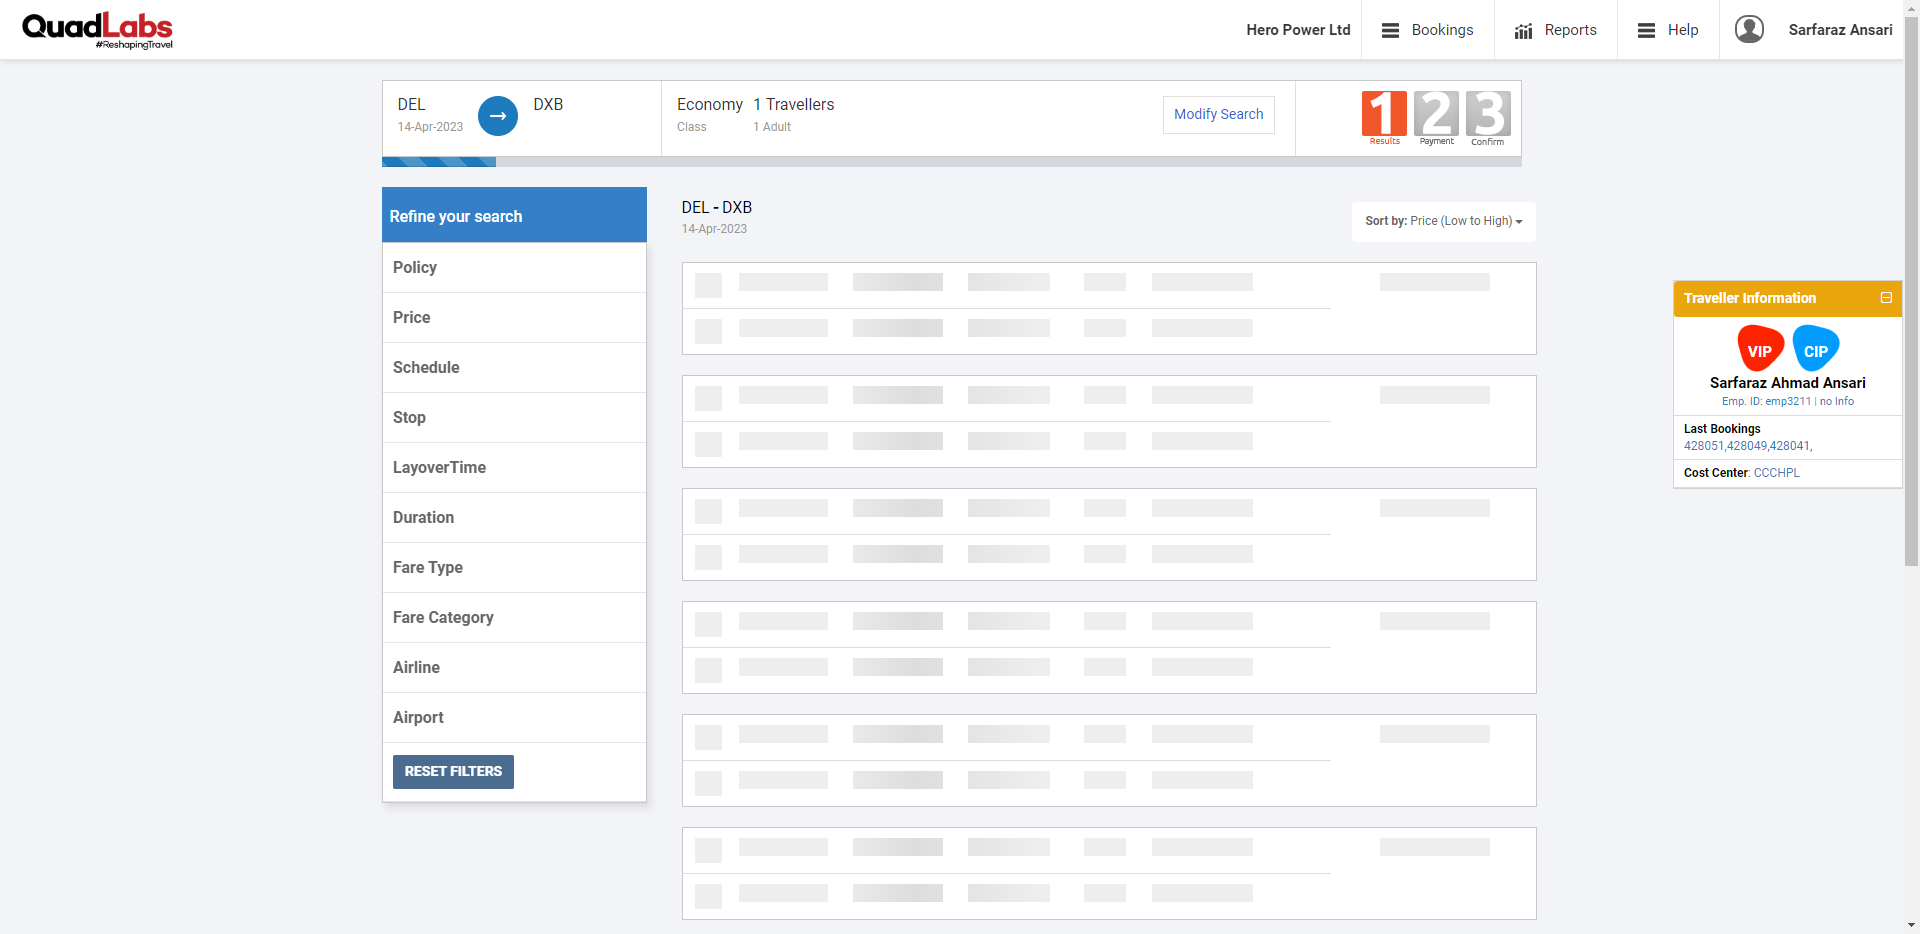 QuadLabs
#ReshapingTravel
Hero Power Ltd
Bookings
Reports
Help
Sarfaraz Ansari
DEL
14-Apr-2023
DXB
Economy
Class
1 Travellers
1 Adult
Modify Search
1
Results
2
Payment
3
Confirm
Refine your search
Policy
Price
Schedule
Stop
LayoverTime
Duration
Fare Type
Fare Category
Airline
Airport
RESET FILTERS
DEL - DXB
14-Apr-2023
Sort by: Price (Low to High)
Traveller Information
VIP
CIP
Sarfaraz Ahmad Ansari
Emp. ID: emp3211 | no Info
Last Bookings
428051,428049,428041,
Cost Center: CCCHPL